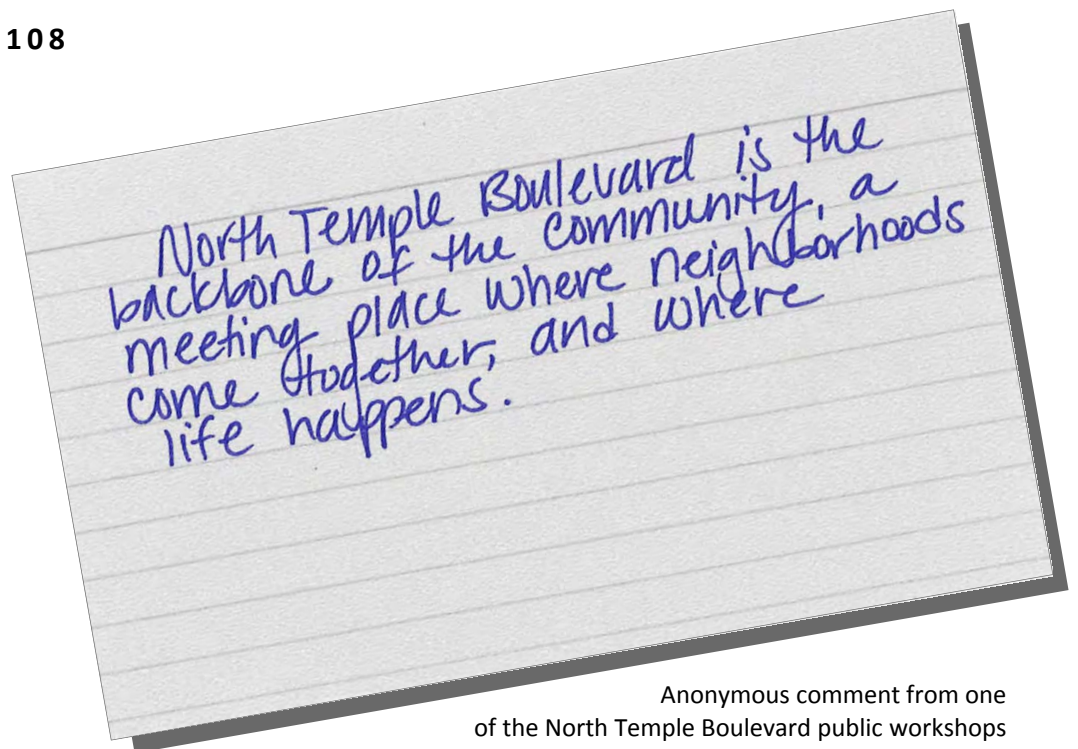 108
North Temple Boulevard is the
backbone of the community, a
meeting place where neighborhoods
come together, and where
life happens.
Anonymous comment from one
of the North Temple Boulevard public workshops